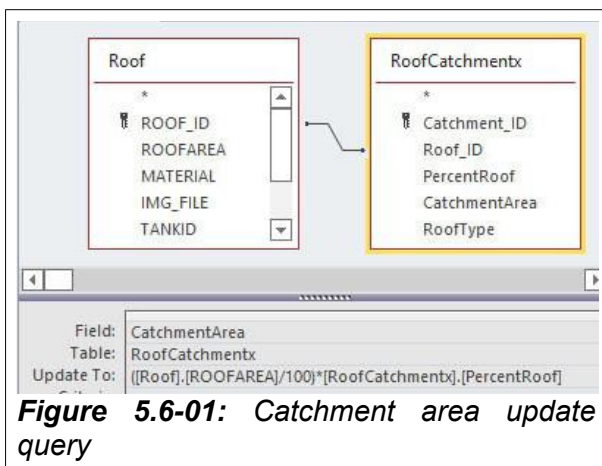 Roof
*
ROOF_ID
ROOFAREA
MATERIAL
IMG_FILE
TANKID
RoofCatchmentx
*
Catchment_ID
Roof_ID
PercentRoof
CatchmentArea
RoofType
Field: CatchmentArea
Table: RoofCatchmentx
Update To: ([Roof].[ROOFAREA]/100)*[RoofCatchmentx].[PercentRoof]
Figure 5.6-01: Catchment area update
query